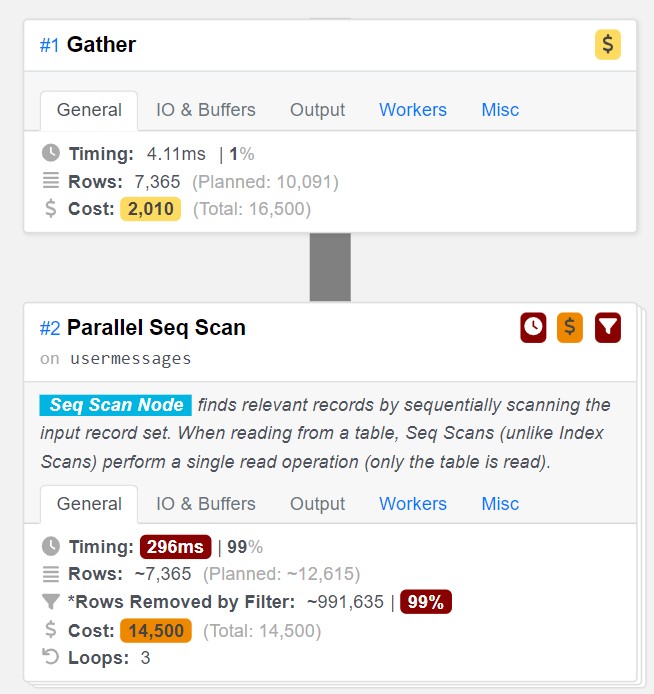 #1 Gather $
General IO & Buffers Output Workers Misc
Timing: 4.11ms | 1%
Rows: 7,365 (Planned: 10,091)
$ Cost: 2,010 (Total: 16,500)
#2 Parallel Seq Scan $
on usermessages
Seq Scan Node finds relevant records by sequentially scanning the
input record set. When reading from a table, Seq Scans (unlike Index
Scans) perform a single read operation (only the table is read).
General IO & Buffers Output Workers Misc
Timing: 296ms | 99%
Rows: ~7,365 (Planned: ~12,615)
*Rows Removed by Filter: ~991,635 | 99%
$ Cost: 14,500 (Total: 14,500)
Loops: 3